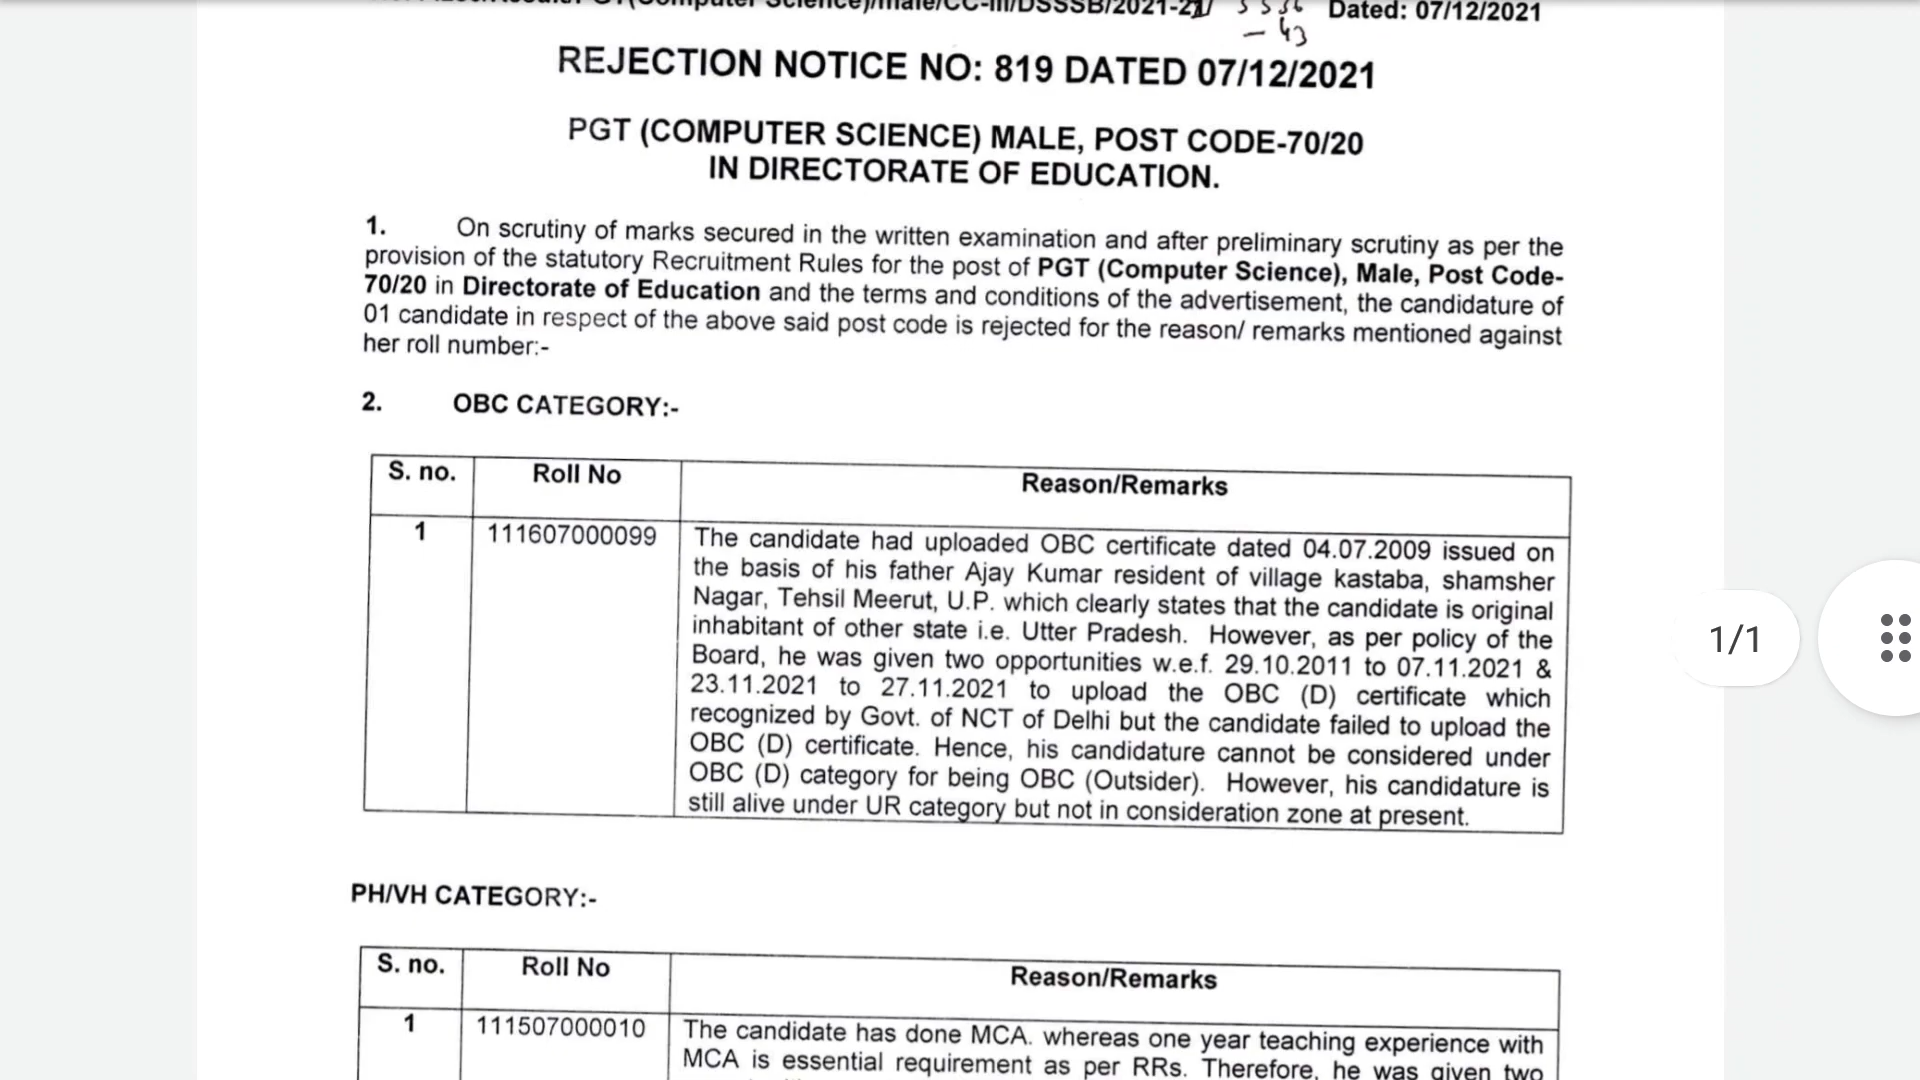 Dated: 07/12/2021
- 43
REJECTION NOTICE NO: 819 DATED 07/12/2021
PGT (COMPUTER SCIENCE) MALE, POST CODE-70/20
IN DIRECTORATE OF EDUCATION.
1. On scrutiny of marks secured in the written examination and after preliminary scrutiny as per the
provision of the statutory Recruitment Rules for the post of PGT (Computer Science), Male, Post Code-
70/20 in Directorate of Education and the terms and conditions of the advertisement, the candidature of
01 candidate in respect of the above said post code is rejected for the reason/ remarks mentioned against
her roll number:-
2. OBC CATEGORY:-
S. no. Roll No Reason/Remarks
1 111607000099 The candidate had uploaded OBC certificate dated 04.07.2009 issued on
the basis of his father Ajay Kumar resident of village kastaba, shamsher
Nagar, Tehsil Meerut, U.P. which clearly states that the candidate is original
inhabitant of other state i.e. Utter Pradesh. However, as per policy of the
Board, he was given two opportunities w.e.f. 29.10.2011 to 07.11.2021 &
23.11.2021 to 27.11.2021 to upload the OBC (D) certificate which
recognized by Govt. of NCT of Delhi but the candidate failed to upload the
OBC (D) certificate. Hence, his candidature cannot be considered under
OBC (D) category for being OBC (Outsider). However, his candidature is
still alive under UR category but not in consideration zone at present.
1/1
PH/VH CATEGORY:-
S. no. Roll No Reason/Remarks
1 111507000010 The candidate has done MCA. whereas one year teaching experience with
MCA is essential requirement as per RRs. Therefore, he was given two